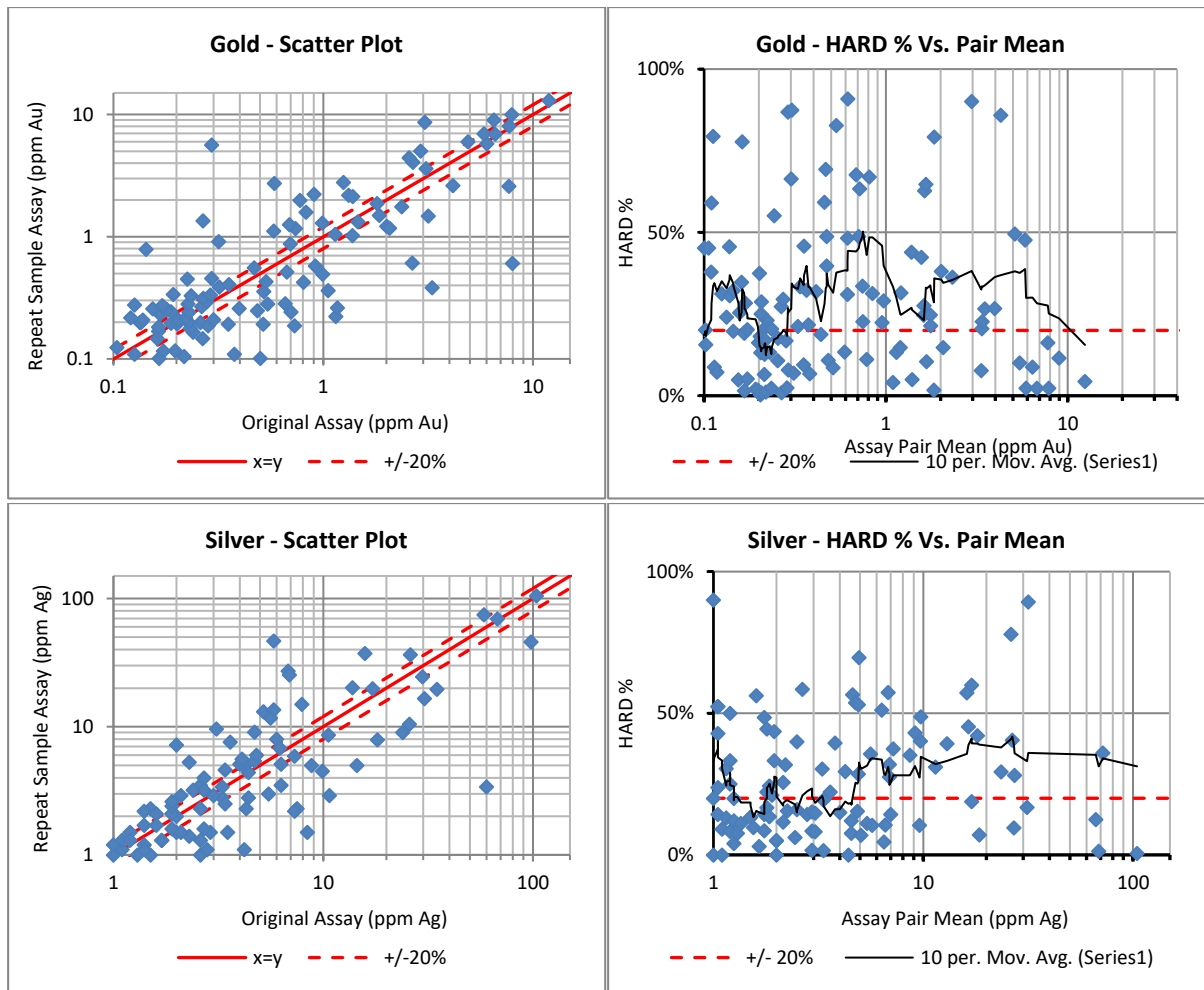 Gold - Scatter Plot
Repeat Sample Assay (ppm Au)
10
1
0.1
0.1
1
10
Original Assay (ppm Au)
x=y
+/-20%
Gold - HARD % Vs. Pair Mean
HARD %
100%
50%
0%
0.1
1
10
Assay Pair Mean (ppm Au)
+/- 20%
10 per. Mov. Avg. (Series1)
Silver - Scatter Plot
Repeat Sample Assay (ppm Ag)
100
10
1
1
10
100
Original Assay (ppm Ag)
x=y
+/-20%
Silver - HARD % Vs. Pair Mean
HARD %
100%
50%
0%
1
10
100
Assay Pair Mean (ppm Ag)
+/- 20%
10 per. Mov. Avg. (Series1)